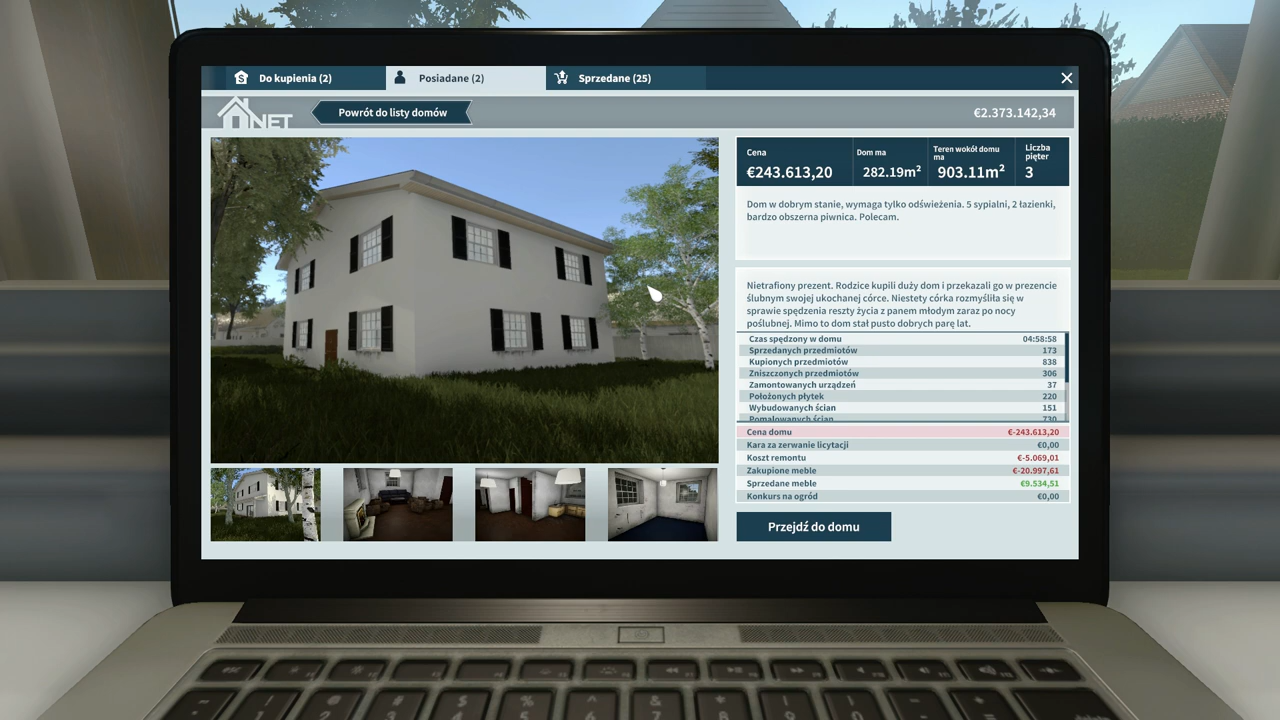 Do kupienia (2)
Posiadane (2)
Sprzedane (25)
NET
Powrót do listy domów
€2.373.142,34
Cena
€243.613,20
Dom ma
282.19m²
Teren wokół domu
ma
903.11m²
Liczba
pięter
3
Dom w dobrym stanie, wymaga tylko odświeżenia. 5 sypialni, 2 łazienki,
bardzo obszerna piwnica. Polecam.
Nietrafiony prezent. Rodzice kupili duży dom i przekazali go w prezencie
ślubnym swojej ukochanej córce. Niestety córka rozmyśliła się w
sprawie spędzenia reszty życia z panem młodym zaraz po nocy
poślubnej. Mimo to dom stał pusto dobrych parę lat.
Czas spędzony w domu 04:58:58
Sprzedanych przedmiotów 173
Kupionych przedmiotów 838
Zniszczonych przedmiotów 306
Zamontowanych urządzeń 37
Położonych płytek 220
Wybudowanych ścian 151
Pomalowanych ścian 730
Cena domu €-243.613,20
Kara za zerwanie licytacji €0,00
Koszt remontu €-5.069,01
Zakupione meble €-20.997,61
Sprzedane meble €9.534,51
Konkurs na ogród €0,00
Przejdź do domu